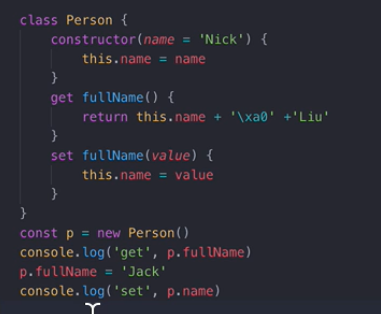 class Person {
    constructor(name = 'Nick') {
        this.name = name
    }
    get fullName() {
        return this.name + '\xa0' +'Liu'
    }
    set fullName(value) {
        this.name = value
    }
}
const p = new Person()
console.log('get', p.fullName)
p.fullName = 'Jack'
console.log('set', p.name)